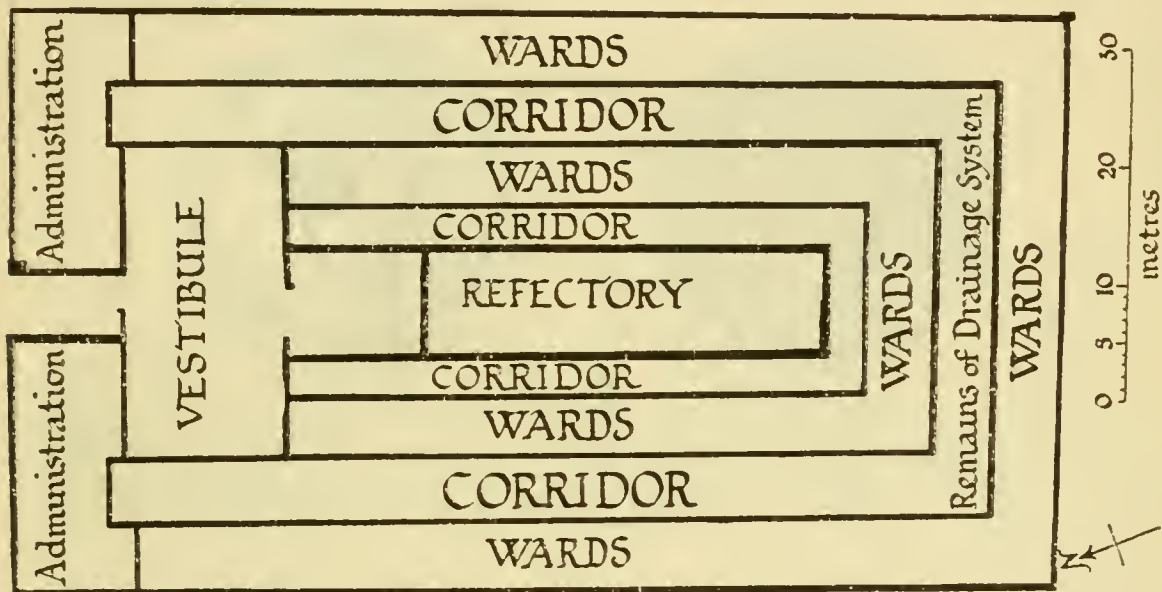 WARDS
CORRIDOR
WARDS
CORRIDOR
REFECTORY
CORRIDOR
WARDS
CORRIDOR
WARDS
Administration
Administration
VESTIBULE
WARDS
Remains of Drainage System
WARDS
0 5 10 20 30
metres
N